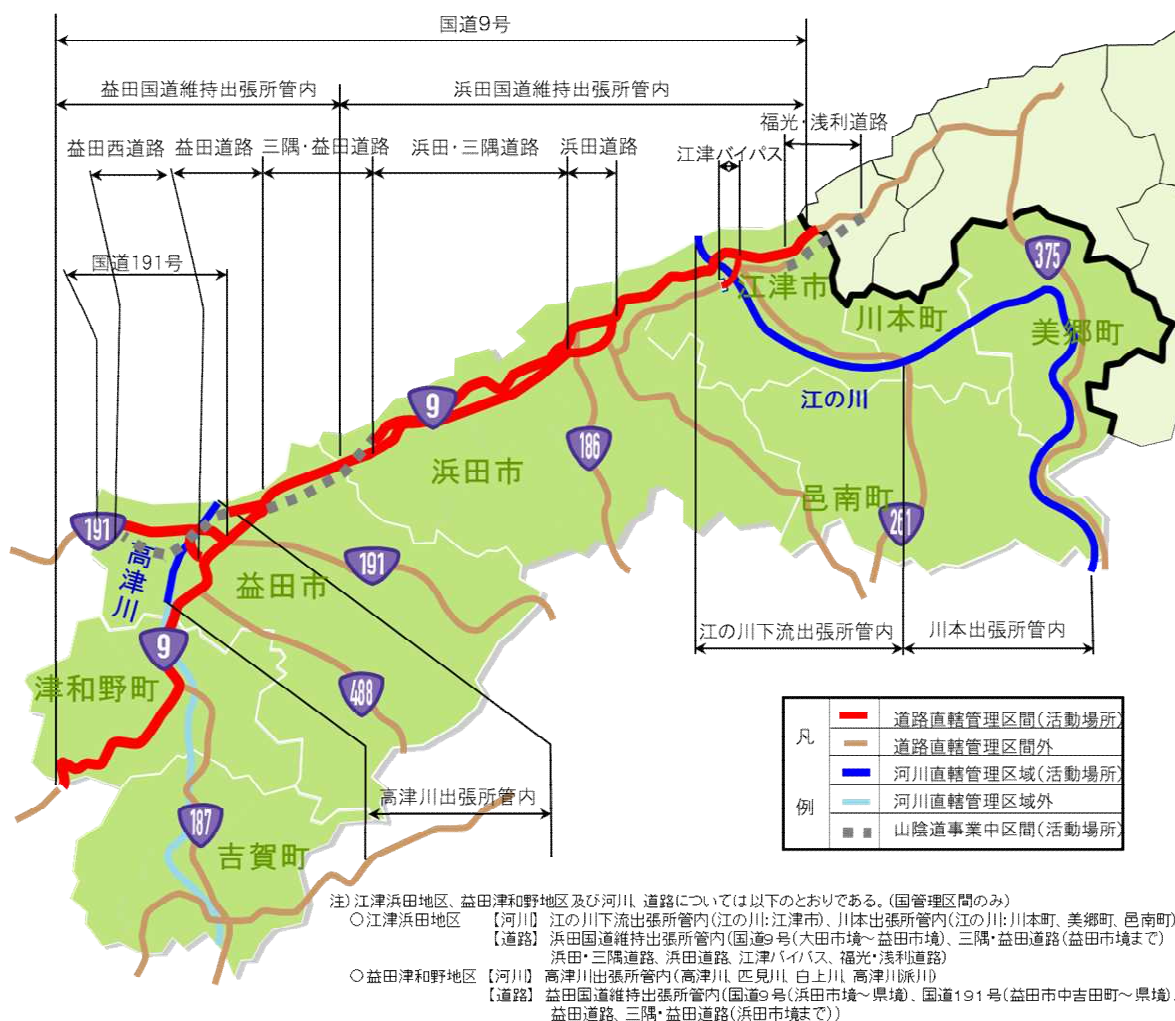 国道9号
益田国道維持出張所管内
浜田国道維持出張所管内
福光・浅利道路
益田西道路
益田道路
三隅・益田道路
浜田・三隅道路
浜田道路
江津バイパス
国道191号
375
江津市
川本町
美郷町
9
江の川
186
浜田市
邑南町
261
191
高津川
191
益田市
9
江の川下流出張所管内
川本出張所管内
津和野町
488
高津川出張所管内
187
吉賀町
凡例
道路直轄管理区間(活動場所)
道路直轄管理区間外
河川直轄管理区域(活動場所)
河川直轄管理区域外
山陰道事業中区間(活動場所)
注)江津浜田地区、益田津和野地区及び河川、道路については以下のとおりである。(国管理区間のみ)
○江津浜田地区 【河川】 江の川下流出張所管内(江の川:江津市)、川本出張所管内(江の川:川本町、美郷町、邑南町)
【道路】 浜田国道維持出張所管内(国道9号(大田市境~益田市境)、三隅・益田道路(益田市境まで)
浜田・三隅道路、浜田道路、江津バイパス、福光・浅利道路)
○益田津和野地区 【河川】 高津川出張所管内(高津川、匹見川、白上川、高津川派川)
【道路】 益田国道維持出張所管内(国道9号(浜田市境~県境)、国道191号(益田市中吉田町~県境)、
益田道路、三隅・益田道路(浜田市境まで))